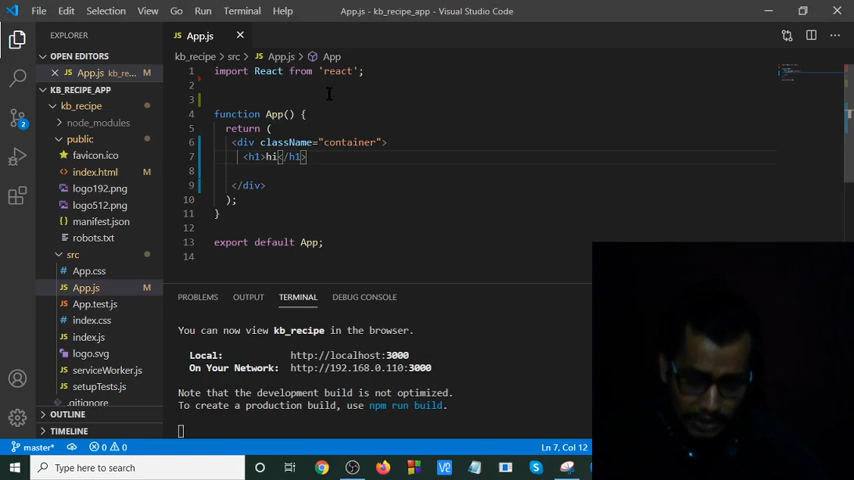 File Edit Selection View Go Run Terminal Help App.js - kb_recipe_app - Visual Studio Code
EXPLORER
OPEN EDITORS
JS App.js kb_re... M
KB_RECIPE_APP
kb_recipe
node_modules
public
favicon.ico
index.html M
logo192.png
logo512.png
manifest.json
robots.txt
src
# App.css
JS App.js M
JS App.test.js
# index.css
JS index.js
logo.svg
JS serviceWorker.js
JS setupTests.js
.gitignore
OUTLINE
TIMELINE
JS App.js
kb_recipe > src > JS App.js > App
1 import React from 'react';
2
3
4 function App() {
5 return (
6 <div className="container">
7 <h1>hi</h1>
8
9 </div>
10 );
11 }
12
13 export default App;
14
PROBLEMS OUTPUT TERMINAL DEBUG CONSOLE
You can now view kb_recipe in the browser.
Local: http://localhost:3000
On Your Network: http://192.168.0.110:3000
Note that the development build is not optimized.
To create a production build, use npm run build.
master* 0 0 Ln 7, Col 12
Type here to search